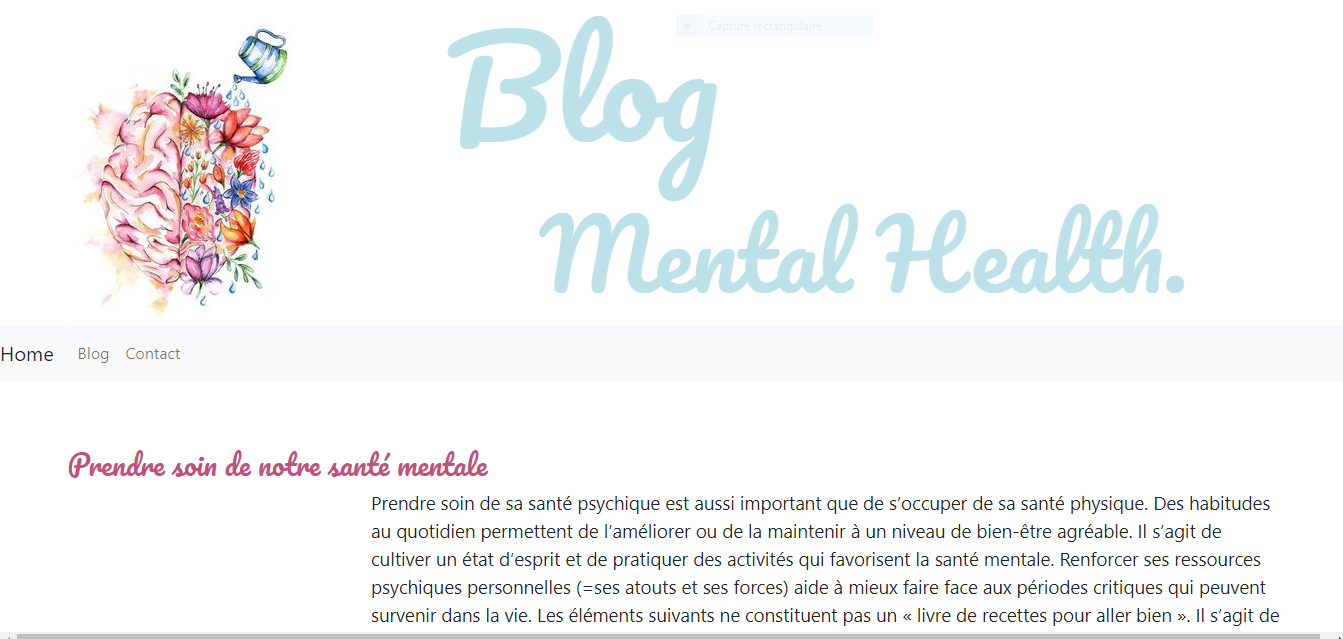 Capture rectangulaire
Blog
Mental Health.
Home Blog Contact
Prendre soin de notre santé mentale
Prendre soin de sa santé psychique est aussi important que de s’occuper de sa santé physique. Des habitudes
au quotidien permettent de l’améliorer ou de la maintenir à un niveau de bien-être agréable. Il s’agit de
cultiver un état d’esprit et de pratiquer des activités qui favorisent la santé mentale. Renforcer ses ressources
psychiques personnelles (=ses atouts et ses forces) aide à mieux faire face aux périodes critiques qui peuvent
survenir dans la vie. Les éléments suivants ne constituent pas un « livre de recettes pour aller bien ». Il s’agit de